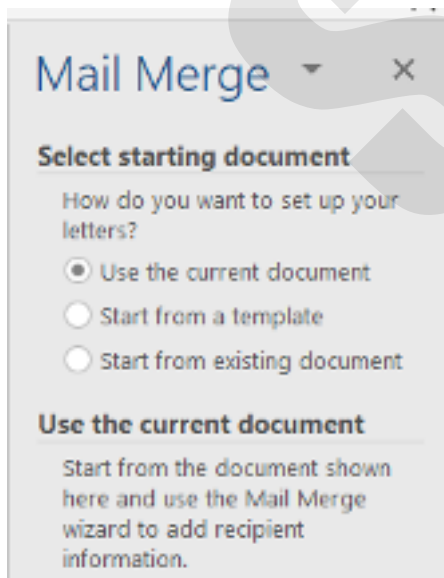 Mail Merge
Select starting document
How do you want to set up your
letters?
Use the current document
Start from a template
Start from existing document
Use the current document
Start from the document shown
here and use the Mail Merge
wizard to add recipient
information.